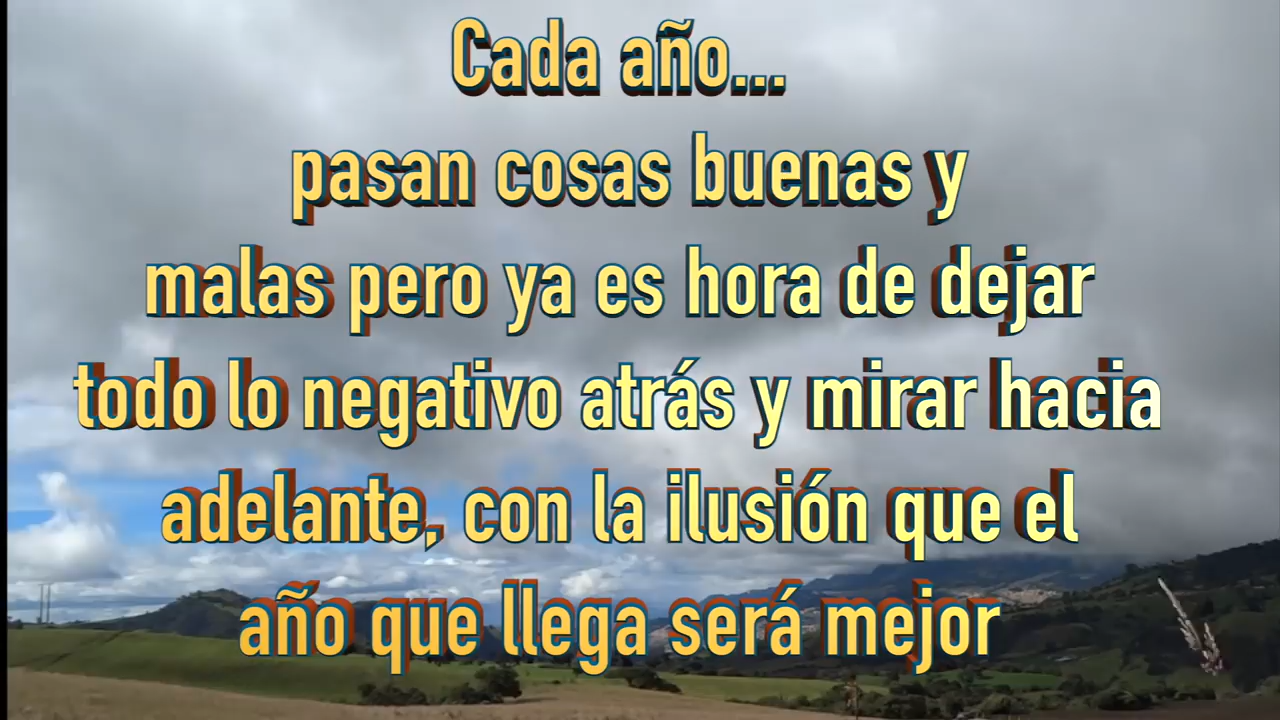 Cada año...
pasan cosas buenas y
malas pero ya es hora de dejar
todo lo negativo atrás y mirar hacia
adelante, con la ilusión que el
año que llega será mejor